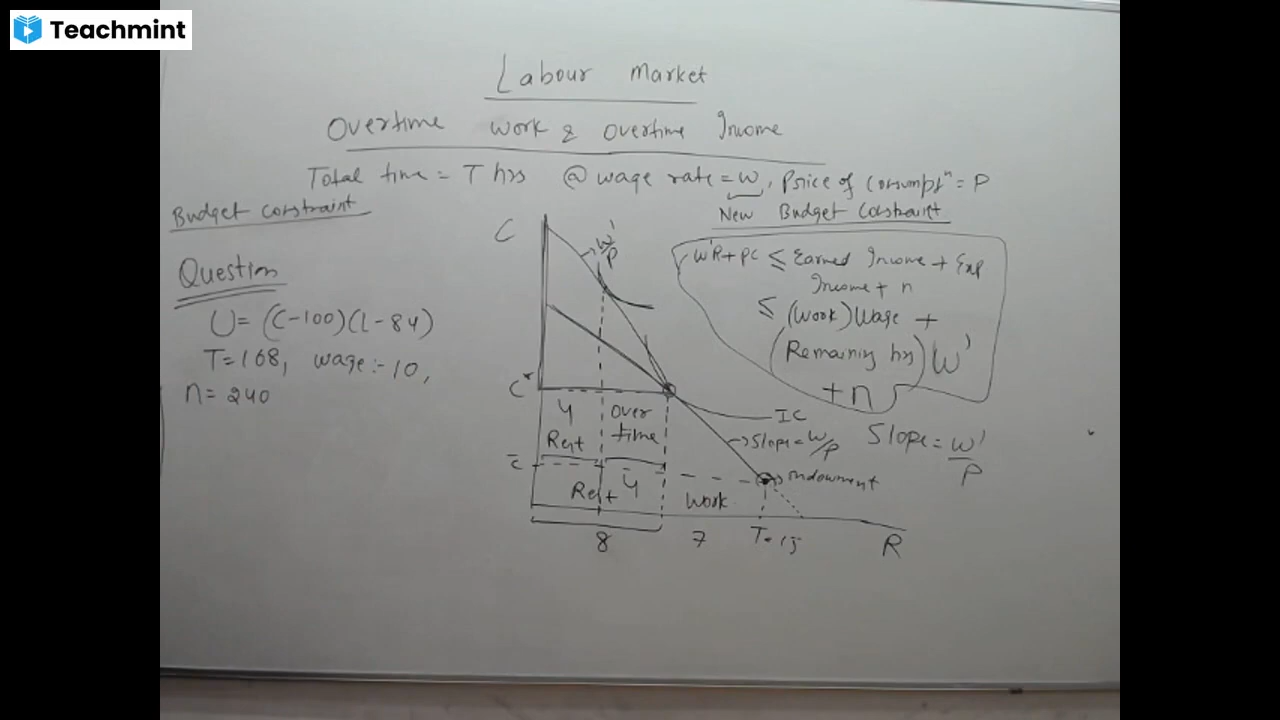 Teachmint
Labour Market
Overtime Work & Overtime Income
Total time = T hrs @ wage rate = w, Price of Consumptⁿ = P
Budget Constraint
New Budget Constraint
Question
U = (C-100)(L-84)
T = 168, wage :- 10,
n = 240
C
w'/P
w'R + PC ≤ Earned Income + Exp
Income + n
≤ (Work) Wage +
(Remaining hrs) W'
+ n
Slope = w'/P
C*
4
Rest
Over
time
IC
Slope = w/P
C̄
Endowment
Rest
4
Work
8
7
T = 15
R